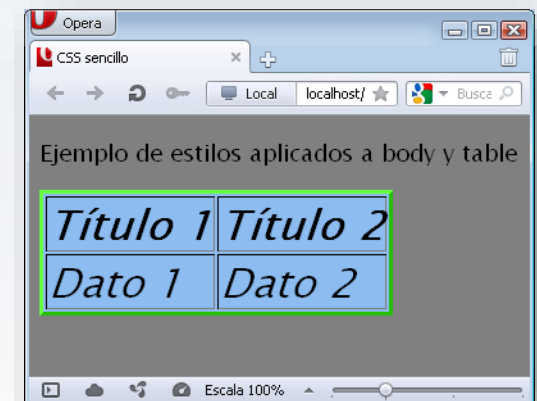 Opera
CSS sencillo
Local localhost/ Busca
Ejemplo de estilos aplicados a body y table
Título 1 Título 2
Dato 1 Dato 2
Escala 100%